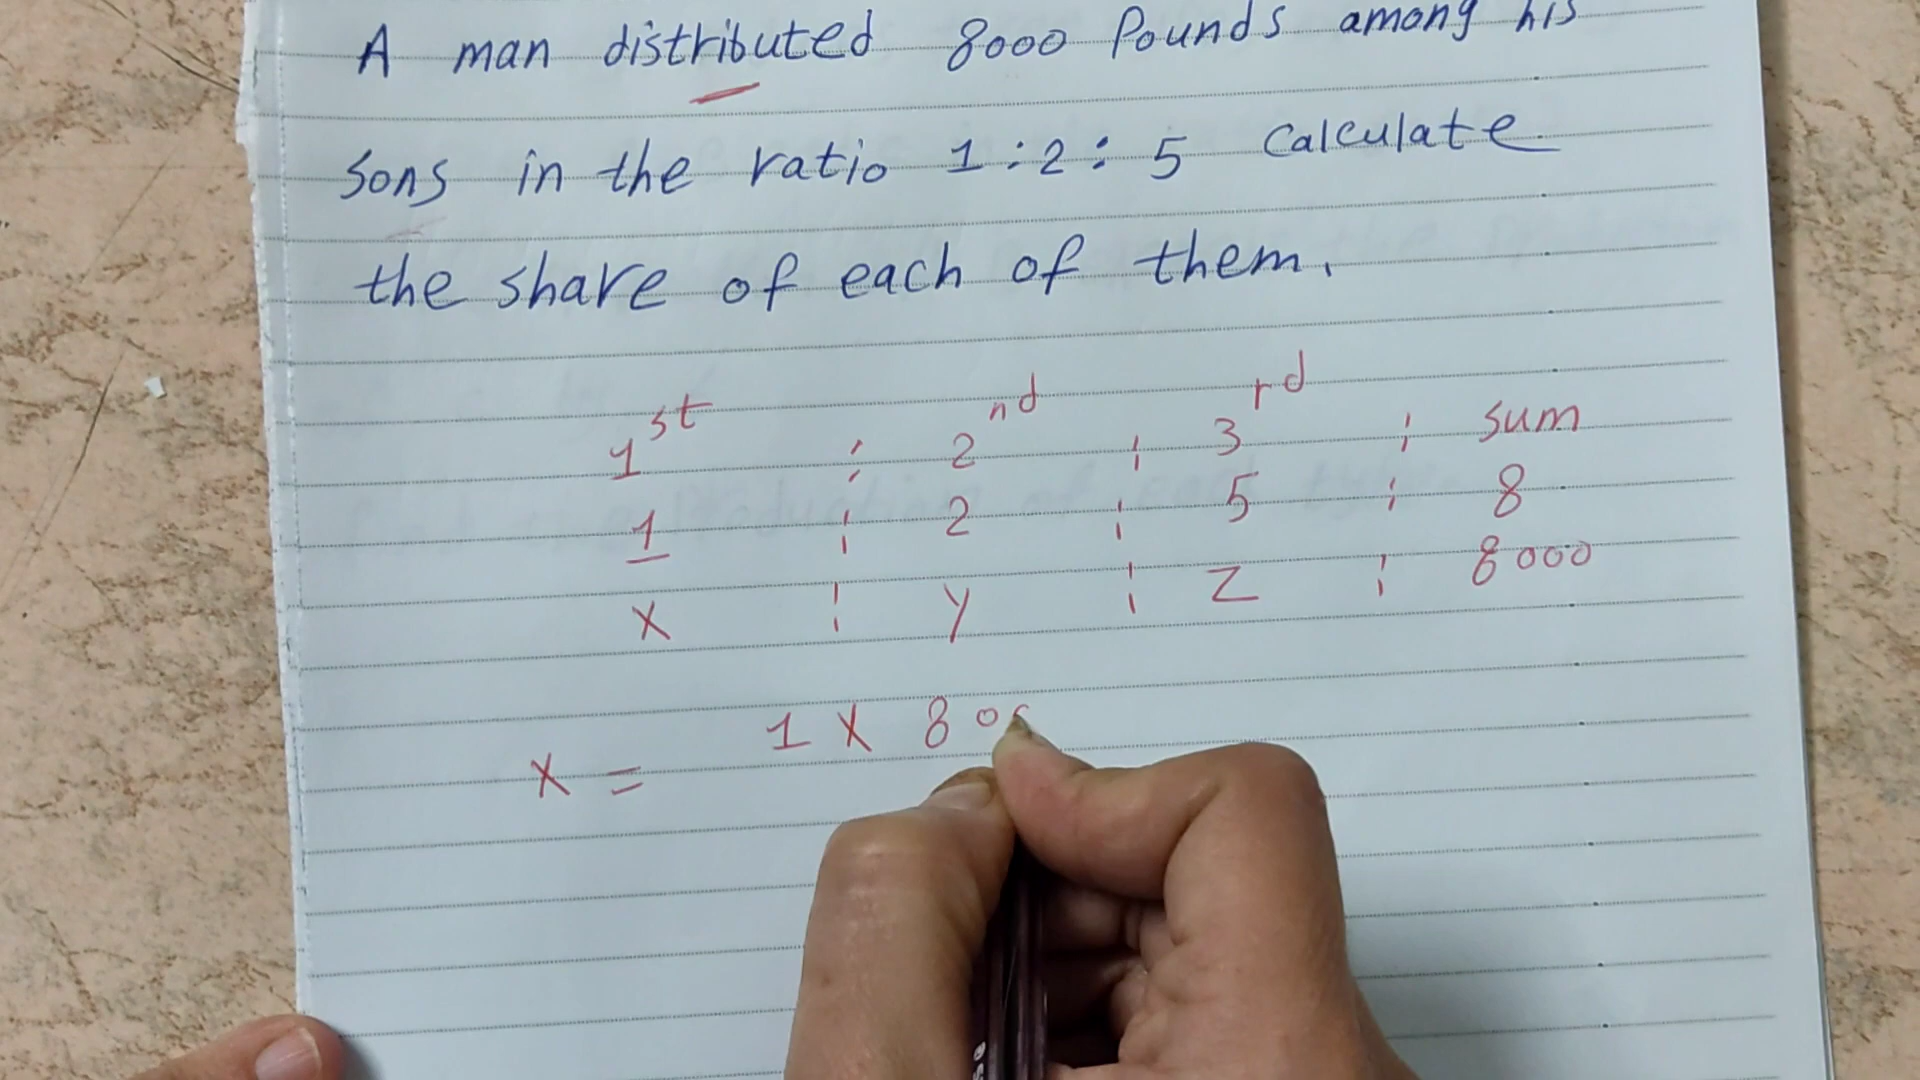 A man distributed 8000 Pounds among his
sons in the ratio 1 : 2 : 5 Calculate
the share of each of them.
1st : 2nd : 3rd : sum
1 : 2 : 5 : 8
X : Y : Z : 8000
1 X 80
X =